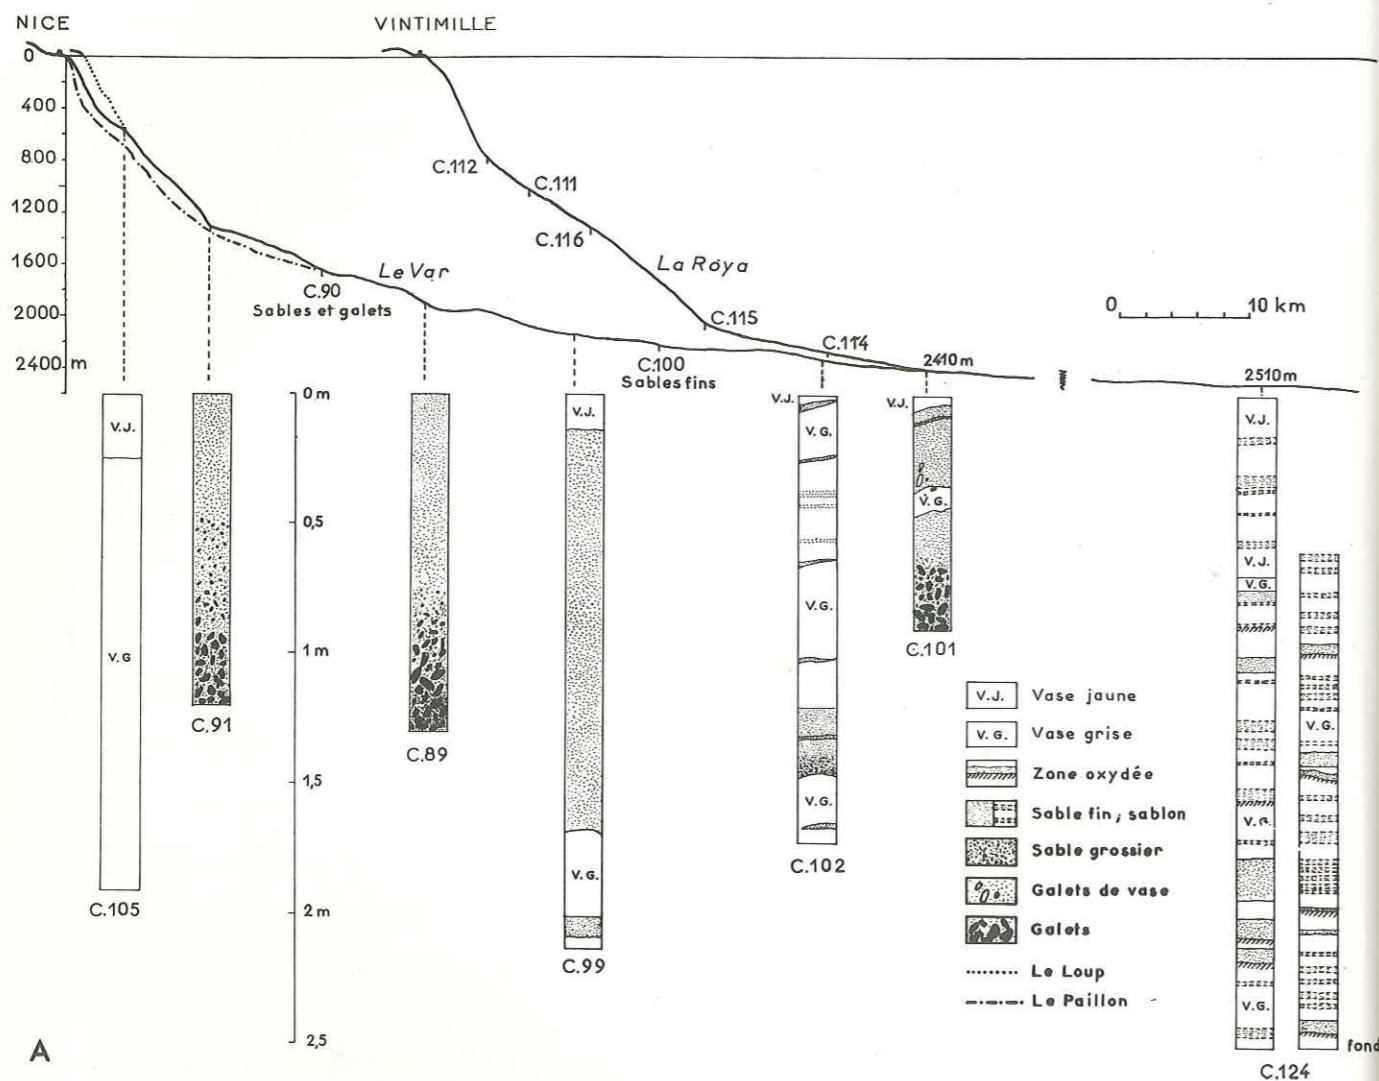 NICE
VINTIMILLE
0
400
800
1200
1600
2000
2400 m
C.112
C.111
C.116
La Roya
C.115
C.114
2410 m
2510 m
0 10 km
Le Var
C.90
Sables et galets
C.100
Sables fins
V.J.
V.G
C.105
C.91
0 m
0,5
1 m
1,5
2 m
2,5
C.89
V.J.
V.G.
C.99
V.J.
V.G.
V.G.
V.G.
C.102
V.J.
V.G.
C.101
V.J.
V.J.
V.G.
V.G.
V.G.
V.G.
fond
C.124
V.J. Vase jaune
V.G. Vase grise
Zone oxydée
Sable fin; sablon
Sable grossier
Galets de vase
Galets
Le Loup
Le Paillon
A